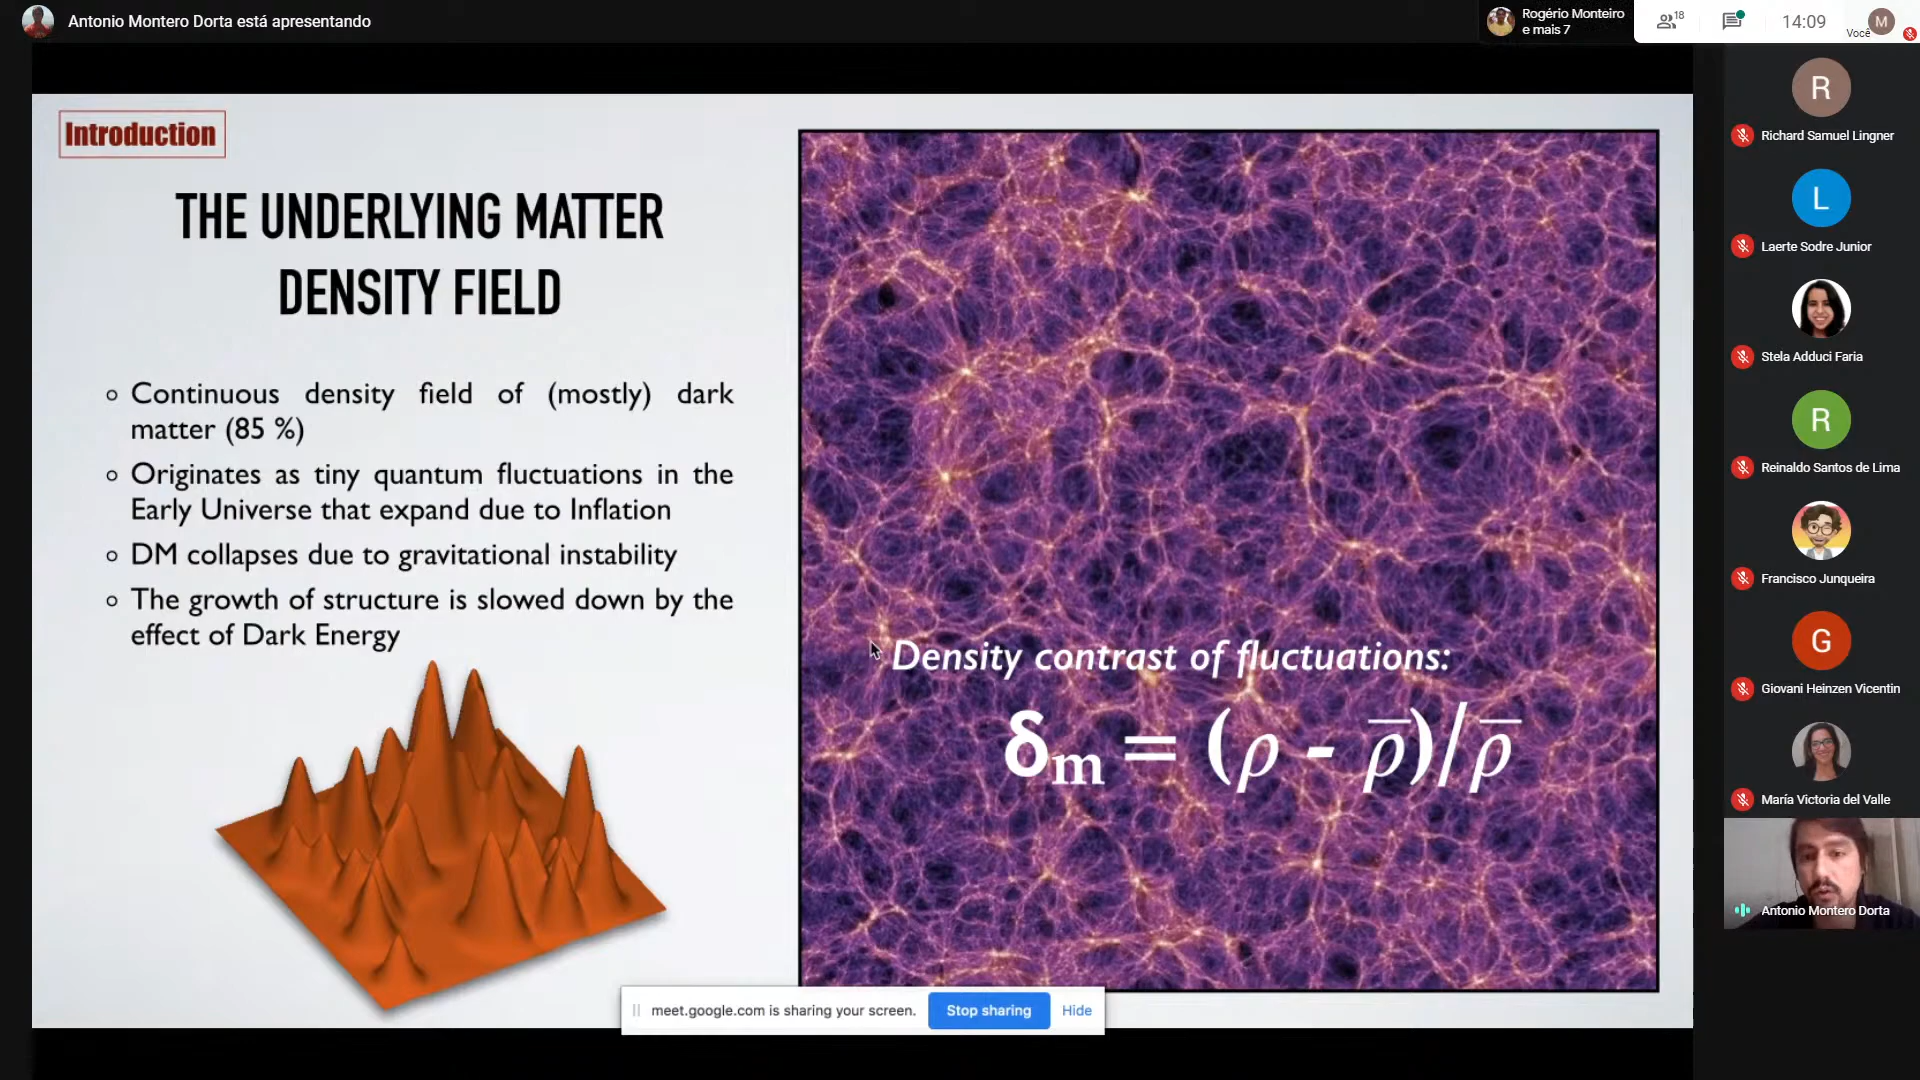 Antonio Montero Dorta está apresentando
Rogério Monteiro
e mais 7
18
14:09
Você
M
Introduction
THE UNDERLYING MATTER
DENSITY FIELD
Continuous density field of (mostly) dark
matter (85 %)
Originates as tiny quantum fluctuations in the
Early Universe that expand due to Inflation
DM collapses due to gravitational instability
The growth of structure is slowed down by the
effect of Dark Energy
Density contrast of fluctuations:
δm = (ρ - ρ̅)/ρ̅
meet.google.com is sharing your screen.
Stop sharing
Hide
R
Richard Samuel Lingner
L
Laerte Sodre Junior
Stela Adduci Faria
R
Reinaldo Santos de Lima
Francisco Junqueira
G
Giovani Heinzen Vicentin
María Victoria del Valle
Antonio Montero Dorta